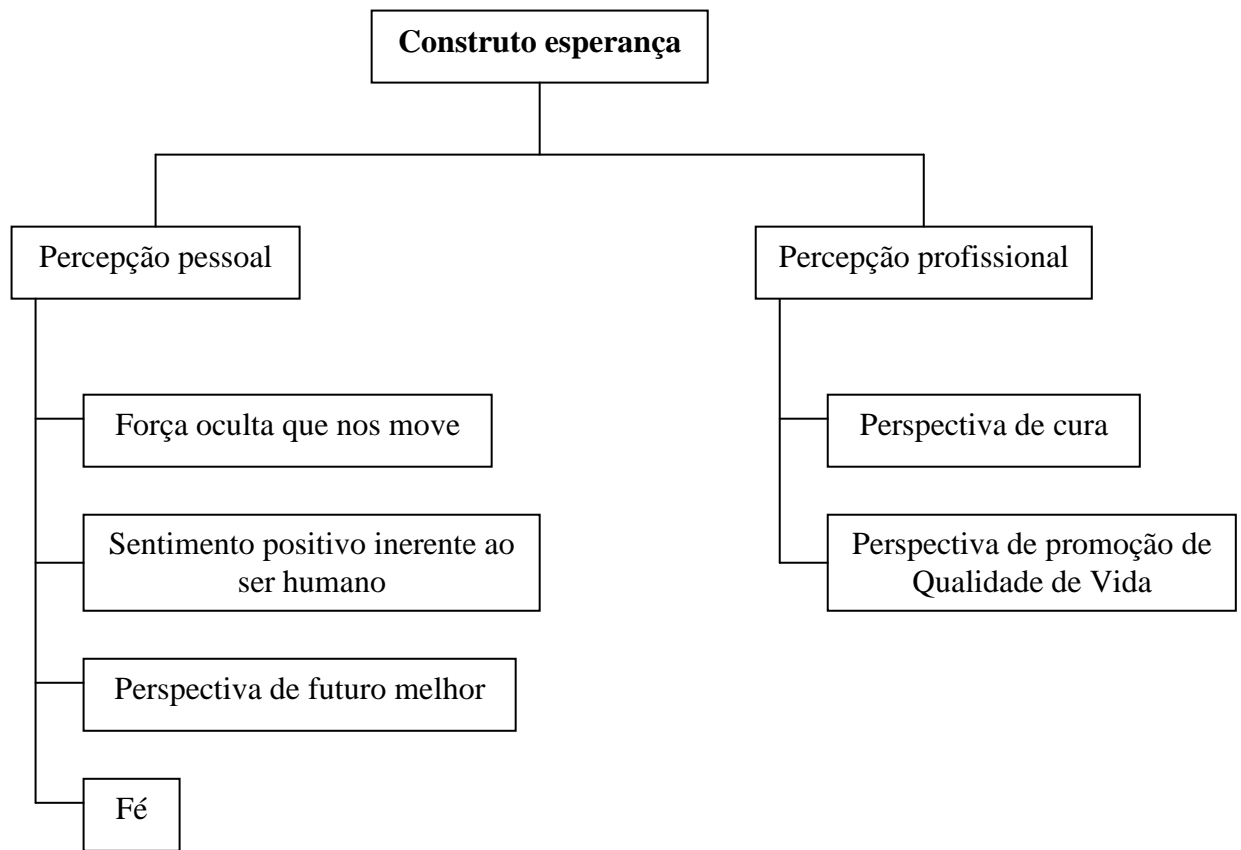 Construto esperança
Percepção pessoal
Força oculta que nos move
Sentimento positivo inerente ao
ser humano
Perspectiva de futuro melhor
Fé
Percepção profissional
Perspectiva de cura
Perspectiva de promoção de
Qualidade de Vida